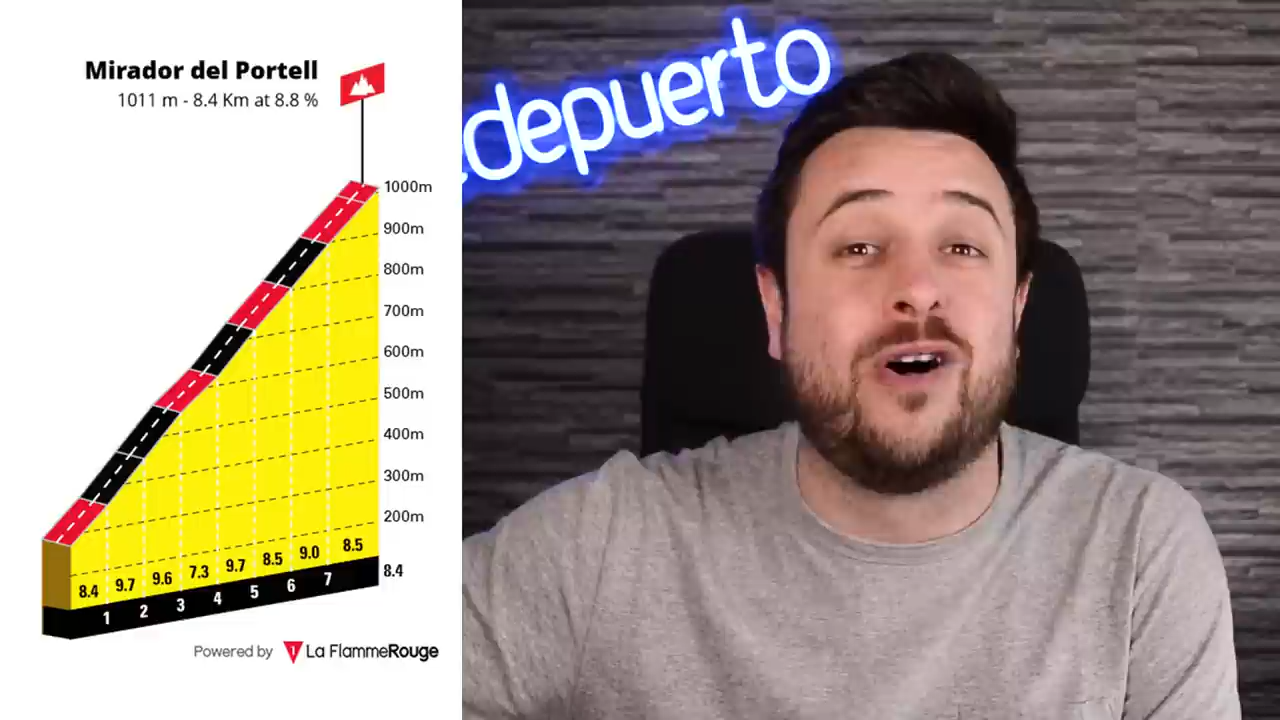 Mirador del Portell
1011 m - 8.4 Km at 8.8 %
1000m
900m
800m
700m
600m
500m
400m
300m
200m
8.4 9.7 9.6 7.3 9.7 8.5 9.0 8.5
1 2 3 4 5 6 7 8.4
Powered by 1 La FlammeRouge
depuerto